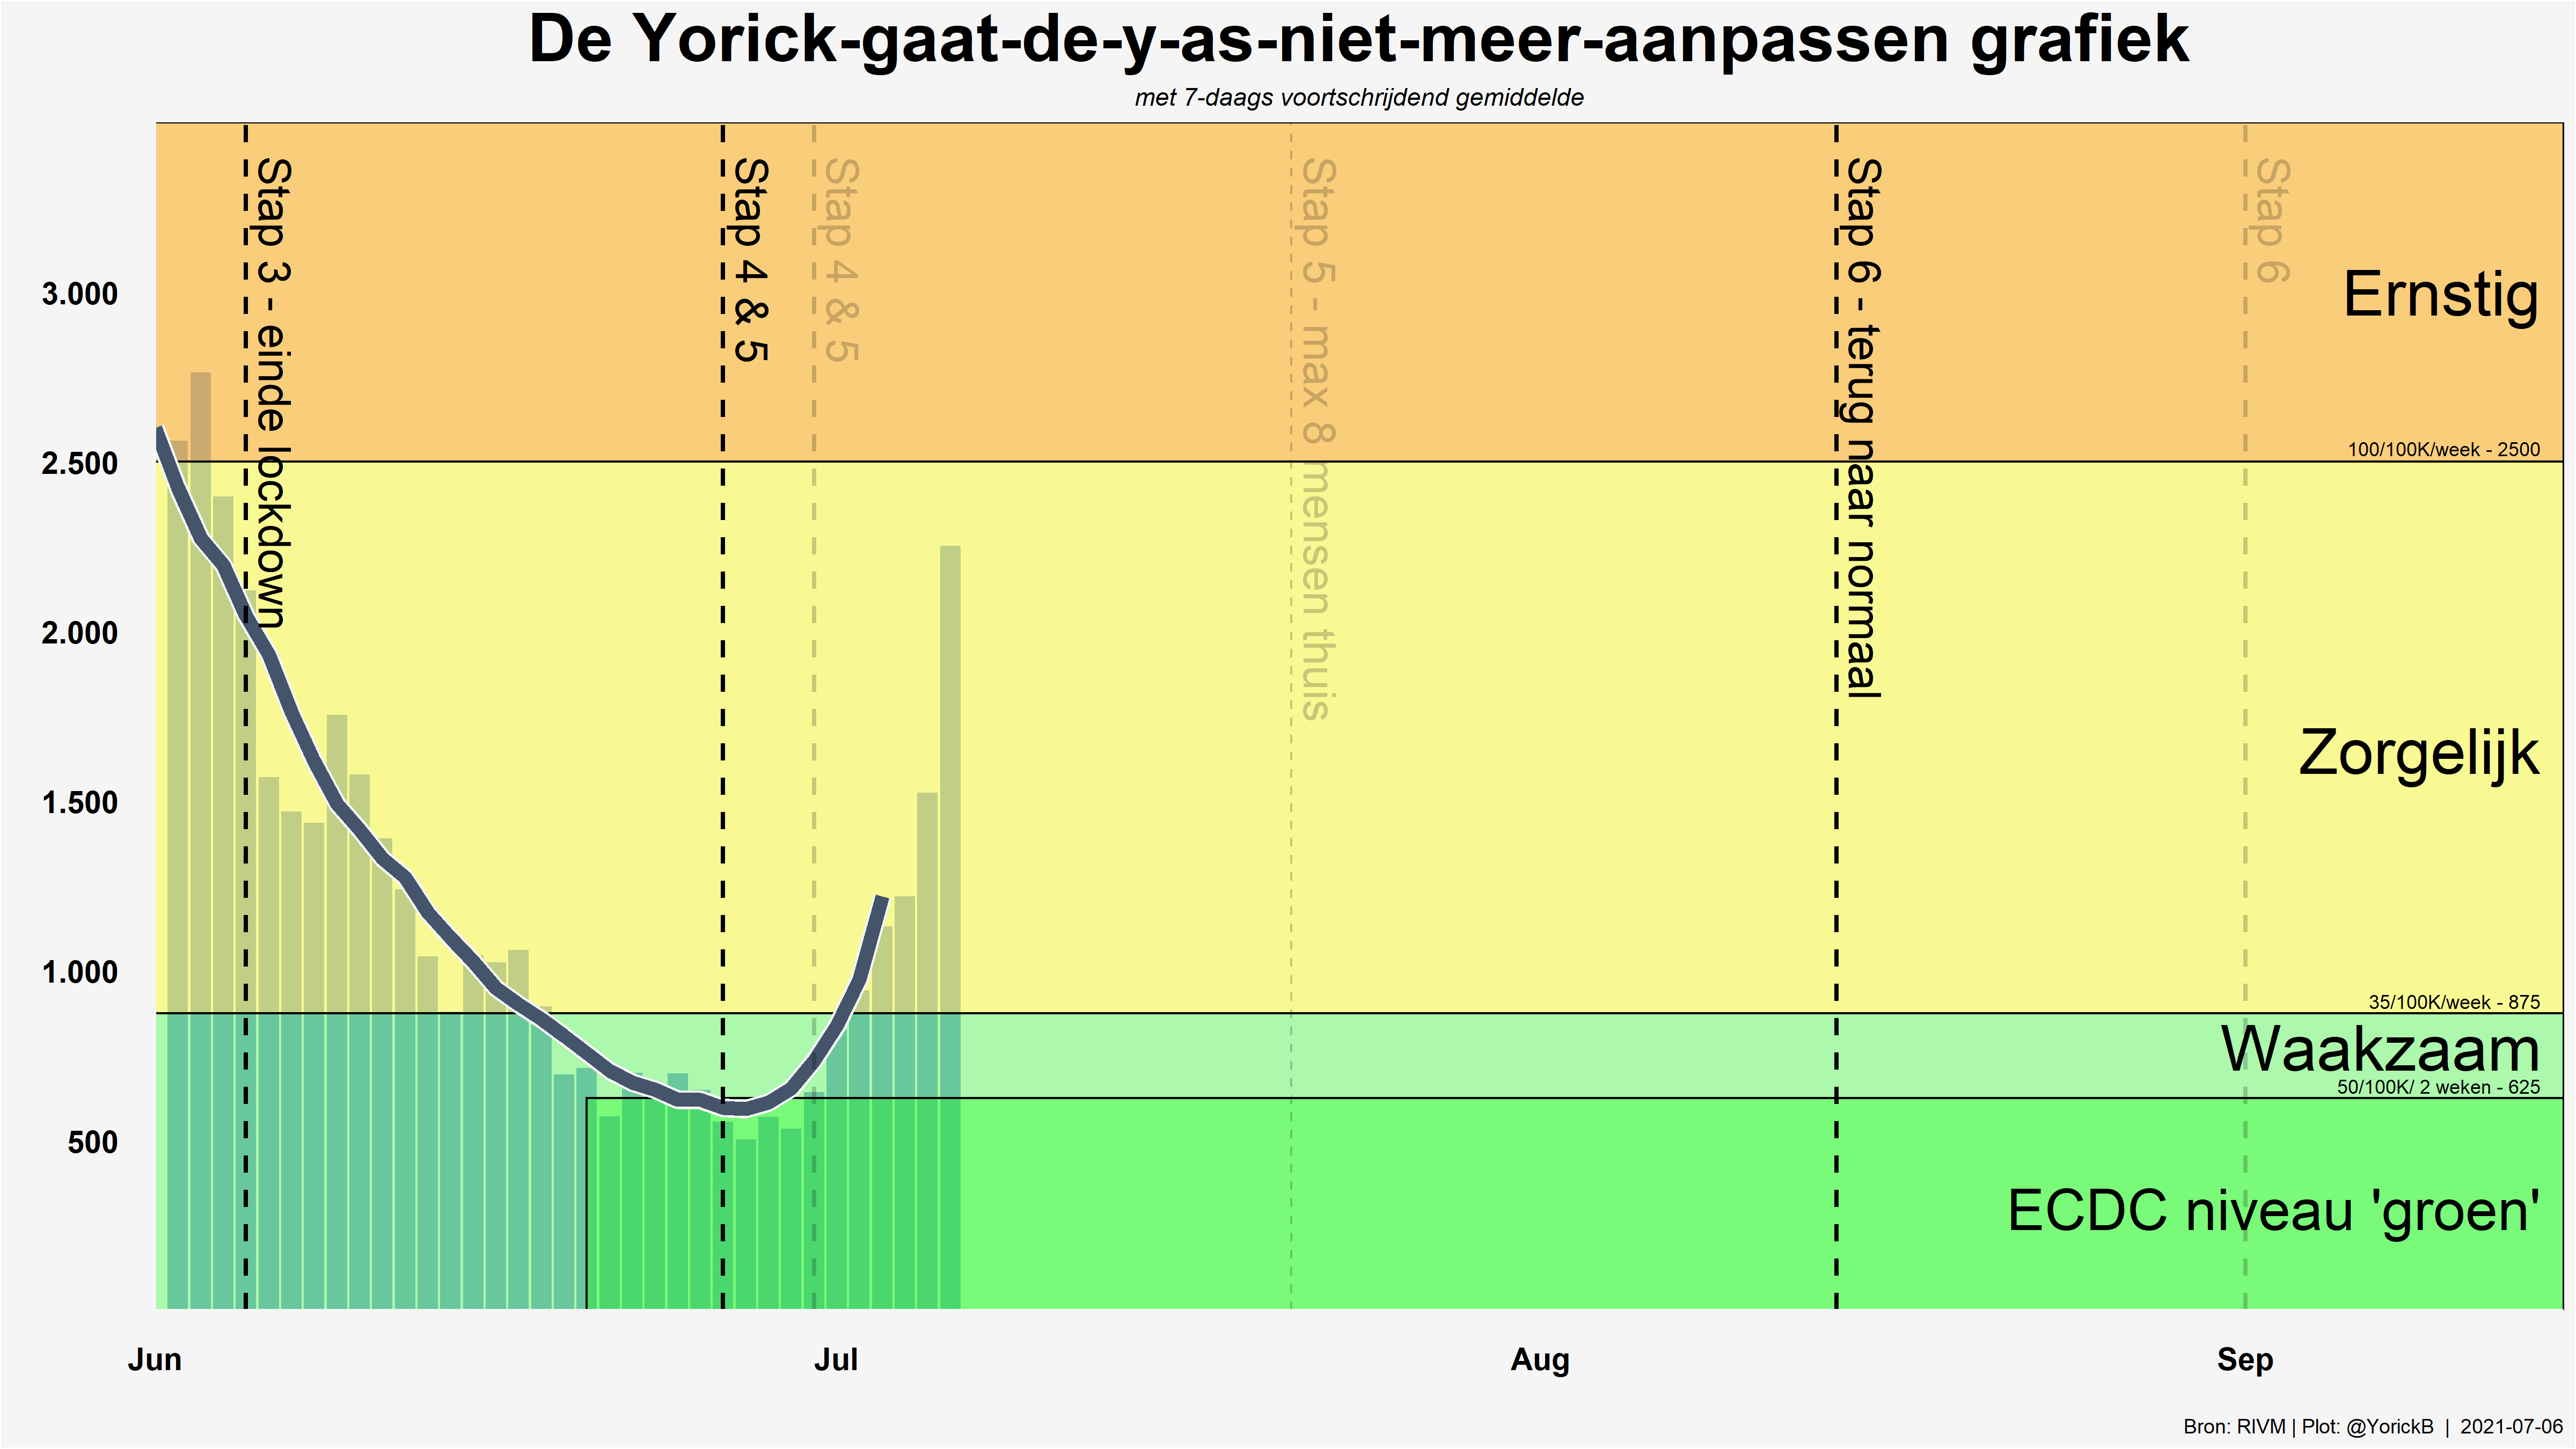 De Yorick-gaat-de-y-as-niet-meer-aanpassen grafiek
met 7-daags voortschrijdend gemiddelde
Stap 3 - einde lockdown
Stap 4 & 5
Stap 4 & 5
Stap 5 - max 8 mensen thuis
Stap 6 - terug naar normaal
Stap 6
3.000
Ernstig
100/100K/week - 2500
2.500
2.000
Zorgelijk
1.500
1.000
35/100K/week - 875
Waakzaam
50/100K/ 2 weken - 625
500
ECDC niveau 'groen'
Jun
Jul
Aug
Sep
Bron: RIVM | Plot: @YorickB | 2021-07-06